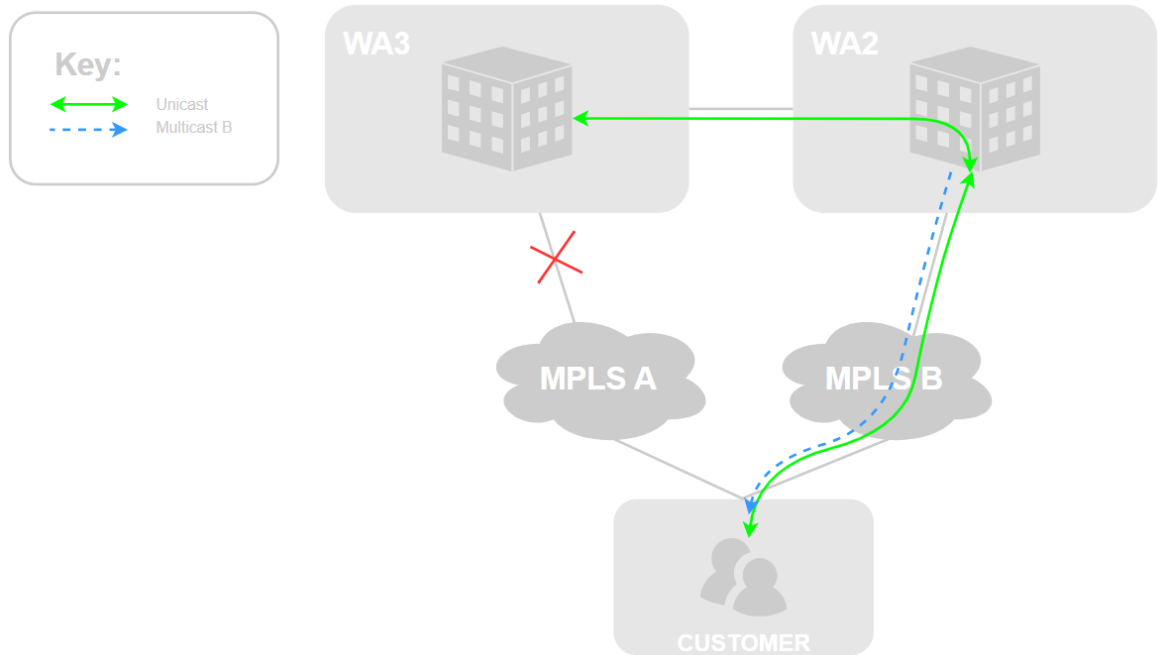 Key:
Unicast
Multicast B
WA3
WA2
MPLS A
MPLS B
CUSTOMER